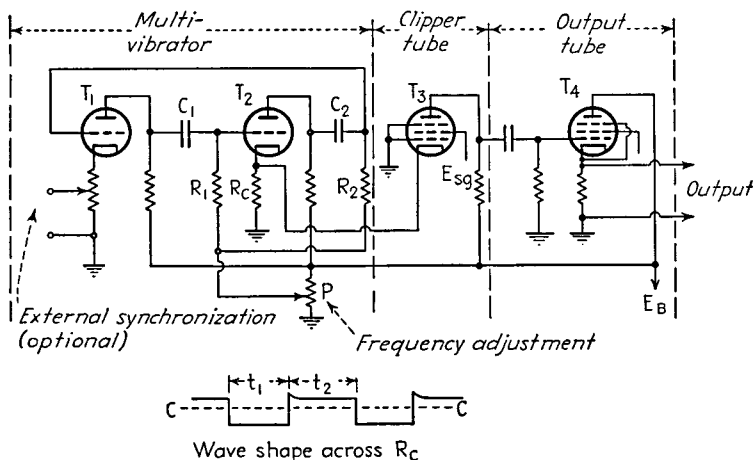 Multi-
vibrator
Clipper
tube
Output
tube
T1
C1
T2
C2
T3
T4
R1
RC
R2
Esg
Output
P
EB
External synchronization
(optional)
Frequency adjustment
t1
t2
C
C
Wave shape across RC